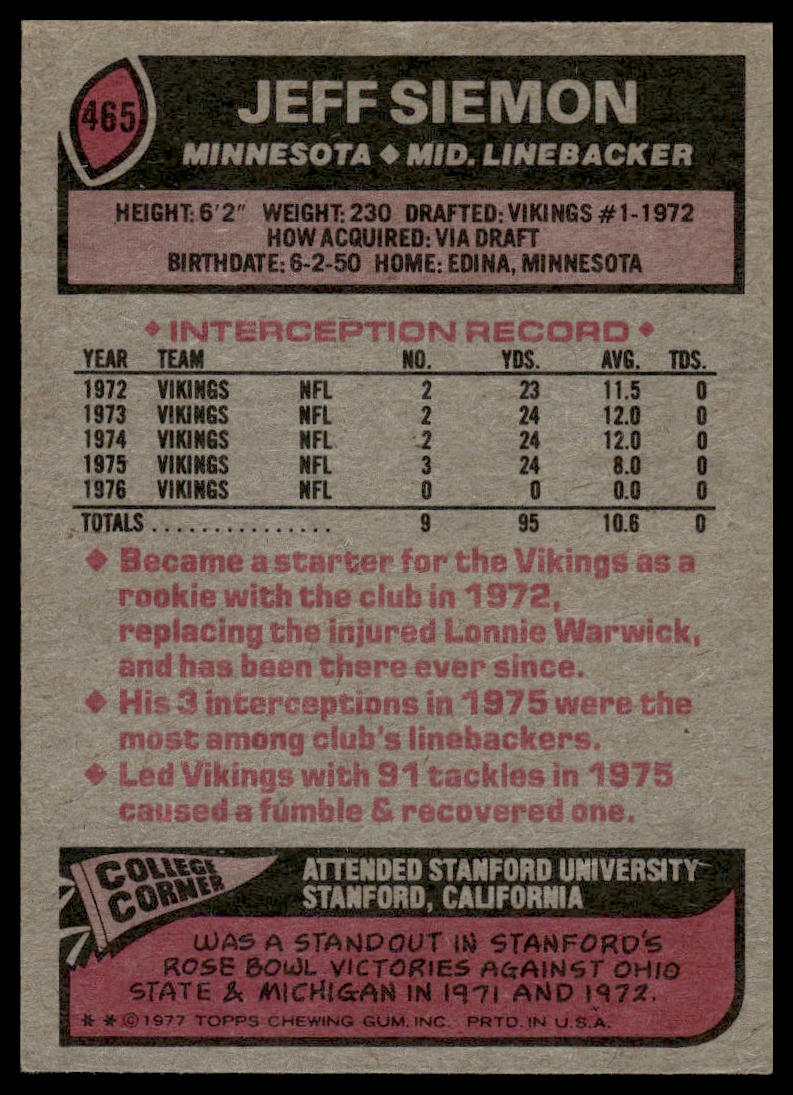 465
JEFF SIEMON
MINNESOTA ◆ MID. LINEBACKER
HEIGHT: 6'2" WEIGHT: 230 DRAFTED: VIKINGS #1-1972
HOW ACQUIRED: VIA DRAFT
BIRTHDATE: 6-2-50 HOME: EDINA, MINNESOTA
◆ INTERCEPTION RECORD ◆
YEAR TEAM NO. YDS. AVG. TDS.
1972 VIKINGS NFL 2 23 11.5 0
1973 VIKINGS NFL 2 24 12.0 0
1974 VIKINGS NFL 2 24 12.0 0
1975 VIKINGS NFL 3 24 8.0 0
1976 VIKINGS NFL 0 0 0.0 0
TOTALS............... 9 95 10.6 0
◆ Became a starter for the Vikings as a
rookie with the club in 1972,
replacing the injured Lonnie Warwick,
and has been there ever since.
◆ His 3 interceptions in 1975 were the
most among club's linebackers.
◆ Led Vikings with 91 tackles in 1975
caused a fumble & recovered one.
COLLEGE
CORNER
ATTENDED STANFORD UNIVERSITY
STANFORD, CALIFORNIA
WAS A STANDOUT IN STANFORD'S
ROSE BOWL VICTORIES AGAINST OHIO
STATE & MICHIGAN IN 1971 AND 1972.
* * © 1977 TOPPS CHEWING GUM, INC. PRTD. IN U.S.A.